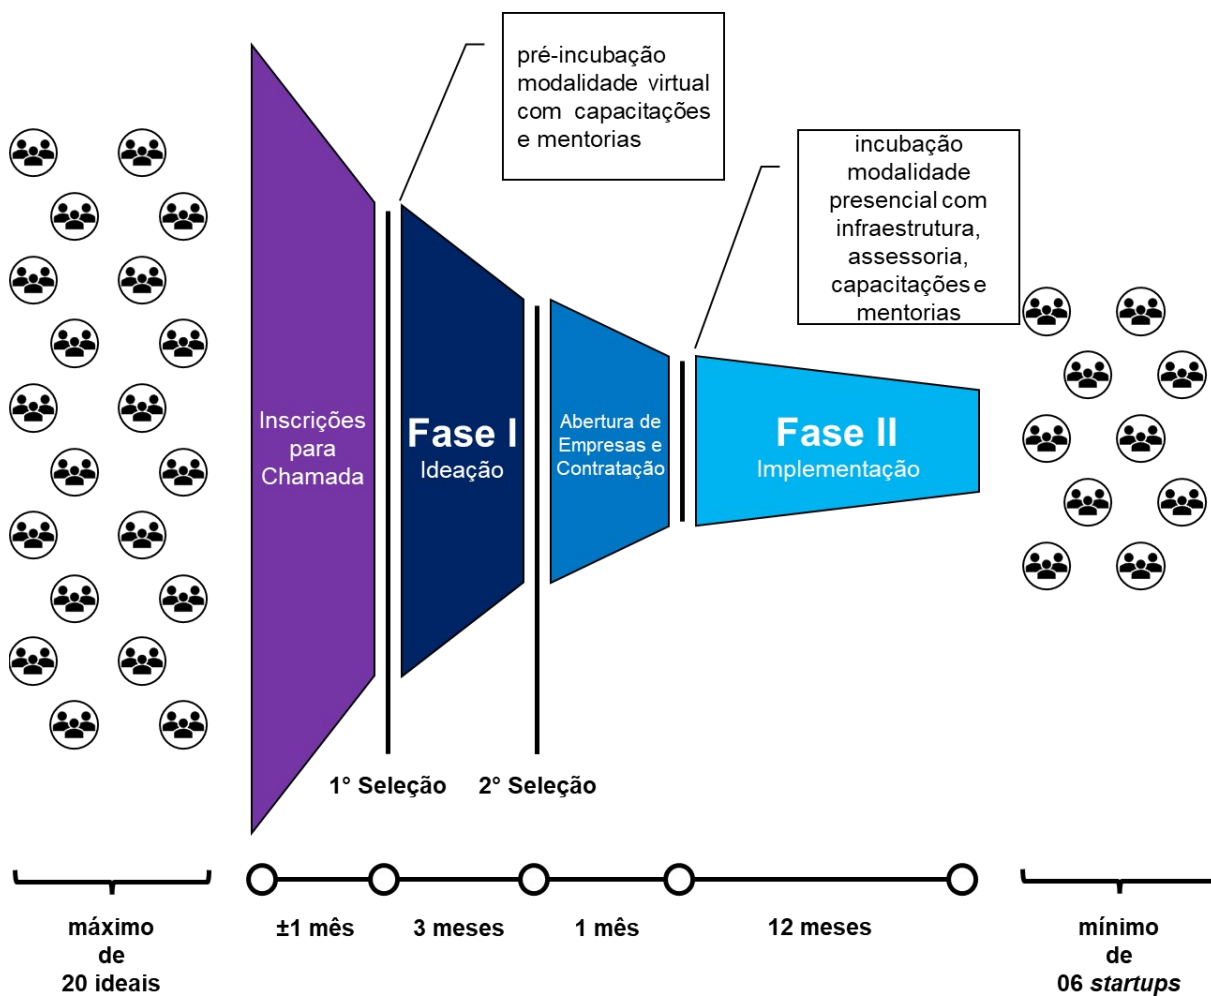 pré-incubação
modalidade virtual
com capacitações
e mentorias
incubação
modalidade
presencial com
infraestrutura,
assessoria,
capacitações e
mentorias
Inscrições
para
Chamada
Fase I
Ideação
Abertura de
Empresas e
Contratação
Fase II
Implementação
1° Seleção
2° Seleção
±1 mês
3 meses
1 mês
12 meses
máximo
de
20 ideais
mínimo
de
06 startups